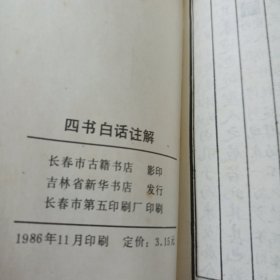 四书白话注解
长春市古籍书店 影印
吉林省新华书店 发行
长春市第五印刷厂 印刷
1986年11月印刷 定价：3.15元